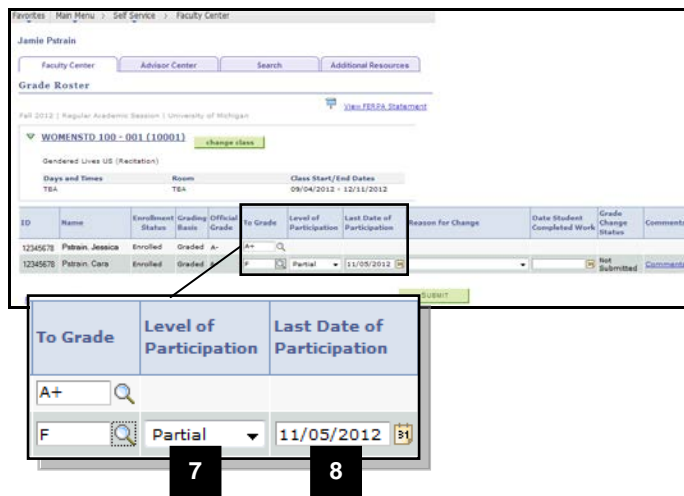 Favorites Main Menu > Self Service > Faculty Center
Jamie Pstrain
Faculty Center Advisor Center Search Additional Resources
Grade Roster
View FERPA Statement
Fall 2012 | Regular Academic Session | University of Michigan
WOMENSTD 100 - 001 (10001) change class
Gendered Lives US (Recitation)
Days and Times Room Class Start/End Dates
TBA TBA 09/04/2012 - 12/11/2012
ID Name Enrollment Status Grading Basis Official Grade To Grade Level of Participation Last Date of Participation Reason for Change Date Student Completed Work Grade Change Status Comments
12345678 Pstrain, Jessica Enrolled Graded A- A+
12345678 Pstrain, Cara Enrolled Graded F Partial 11/05/2012 31 Not Submitted Comments
SUBMIT
To Grade Level of Participation Last Date of Participation
A+
F Partial 11/05/2012 31
7 8